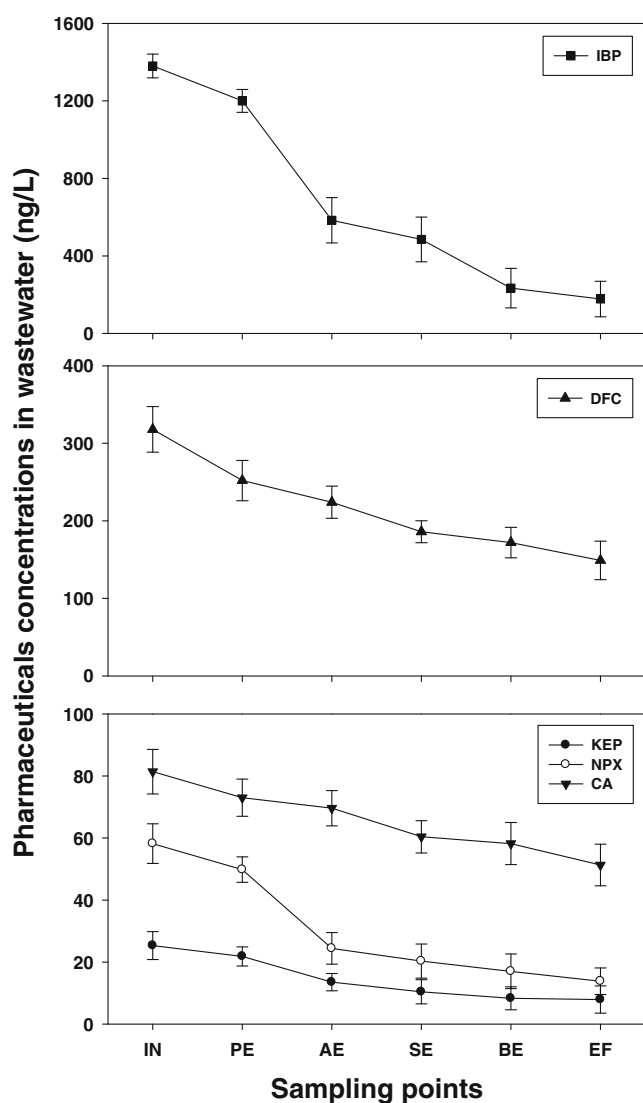 Pharmaceuticals concentrations in wastewater (ng/L)
1600
1200
800
400
0
IBP
400
300
200
100
0
DFC
100
80
60
40
20
0
KEP
NPX
CA
IN PE AE SE BE EF
Sampling points